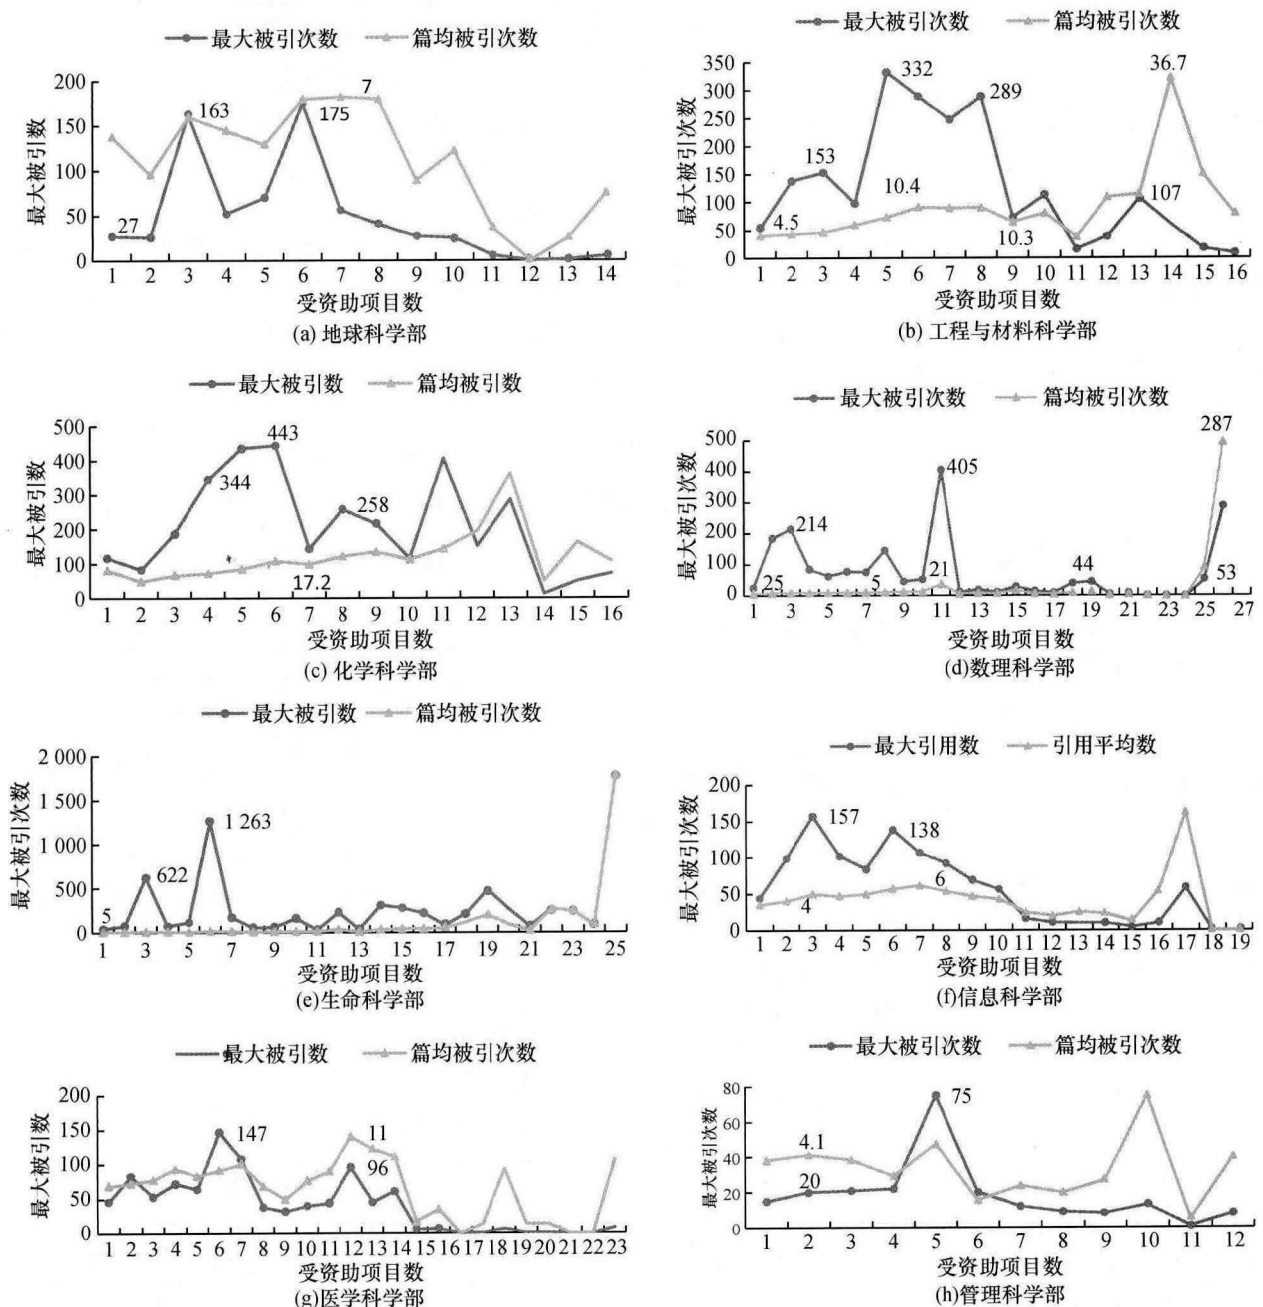 最大被引次数 篇均被引次数
最大被引数
200
150
100
50
0
163
175
7
27
1 2 3 4 5 6 7 8 9 10 11 12 13 14
受资助项目数
(a) 地球科学部
最大被引次数 篇均被引次数
最大被引次数
350
300
250
200
150
100
50
0
36.7
332
289
153
10.4
107
4.5
10.3
1 2 3 4 5 6 7 8 9 10 11 12 13 14 15 16
受资助项目数
(b) 工程与材料科学部
最大被引数 篇均被引数
最大被引数
500
400
300
200
100
0
443
344
258
17.2
1 2 3 4 5 6 7 8 9 10 11 12 13 14 15 16
受资助项目数
(c) 化学科学部
最大被引次数 篇均被引次数
最大被引次数
500
400
300
200
100
0
287
405
214
44
25
5
21
53
1 3 5 7 9 11 13 15 17 19 21 23 25 27
受资助项目数
(d)数理科学部
最大被引数 篇均被引次数
最大被引次数
2 000
1 500
1 000
500
0
1 263
622
5
1 3 5 7 9 11 13 15 17 19 21 23 25
受资助项目数
(e)生命科学部
最大引用数 引用平均数
最大被引次数
200
150
100
50
0
157
138
6
4
1 2 3 4 5 6 7 8 9 10 11 12 13 14 15 16 17 18 19
受资助项目数
(f)信息科学部
最大被引数 篇均被引次数
最大被引数
200
150
100
50
0
147
11
96
1 2 3 4 5 6 7 8 9 10 11 12 13 14 15 16 17 18 19 20 21 22 23
受资助项目数
(g)医学科学部
最大被引次数 篇均被引次数
最大被引次数
80
60
40
20
0
75
4.1
20
1 2 3 4 5 6 7 8 9 10 11 12
受资助项目数
(h)管理科学部